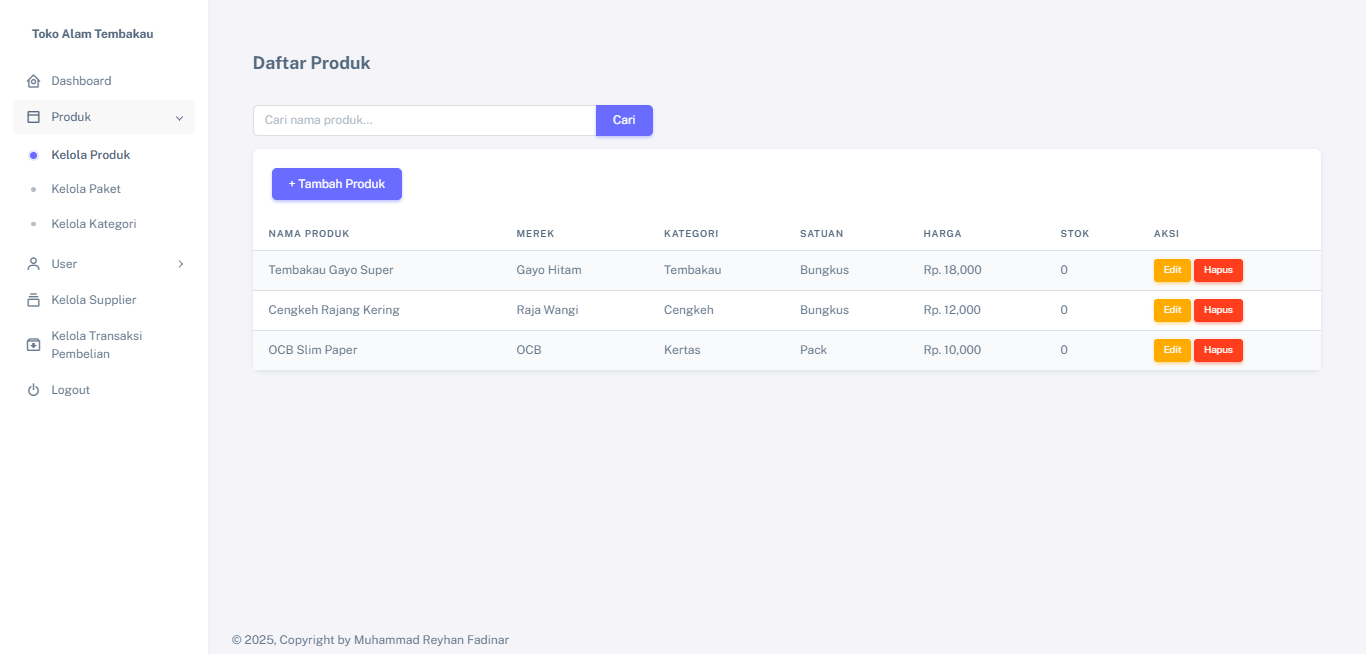 Toko Alam Tembakau
Dashboard
Produk
Kelola Produk
Kelola Paket
Kelola Kategori
User
Kelola Supplier
Kelola Transaksi
Pembelian
Logout
Daftar Produk
Cari nama produk...
Cari
+ Tambah Produk
NAMA PRODUK MEREK KATEGORI SATUAN HARGA STOK AKSI
Tembakau Gayo Super Gayo Hitam Tembakau Bungkus Rp. 18,000 0 Edit Hapus
Cengkeh Rajang Kering Raja Wangi Cengkeh Bungkus Rp. 12,000 0 Edit Hapus
OCB Slim Paper OCB Kertas Pack Rp. 10,000 0 Edit Hapus
© 2025, Copyright by Muhammad Reyhan Fadinar